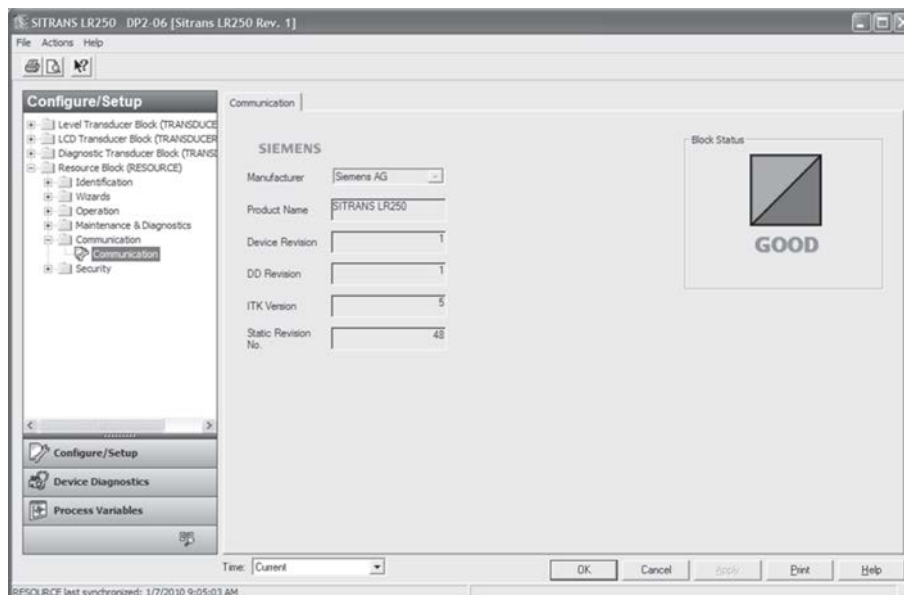 SITRANS LR250 DP2-06 [Sitrans LR250 Rev. 1]
File Actions Help
Configure/Setup
Level Transducer Block (TRANSDUCE
LCD Transducer Block (TRANSDUCER
Diagnostic Transducer Block (TRANSD
Resource Block (RESOURCE)
Identification
Wizards
Operation
Maintenance & Diagnostics
Communication
Communication
Security
Configure/Setup
Device Diagnostics
Process Variables
Communication
SIEMENS
Manufacturer Siemens AG
Product Name SITRANS LR250
Device Revision 1
DD Revision 1
ITK Version 5
Static Revision No. 48
Block Status
GOOD
Time: Current
OK Cancel Apply Print Help
RESOURCE last synchronized: 1/7/2010 9:05:03 AM